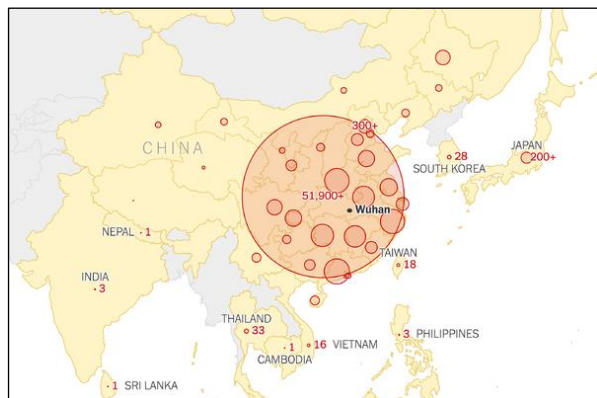 300+
JAPAN
200+
CHINA
28
SOUTH KOREA
51,900+
Wuhan
NEPAL 1
TAIWAN
18
INDIA
3
THAILAND
33
16 VIETNAM
3 PHILIPPINES
1
CAMBODIA
1 SRI LANKA